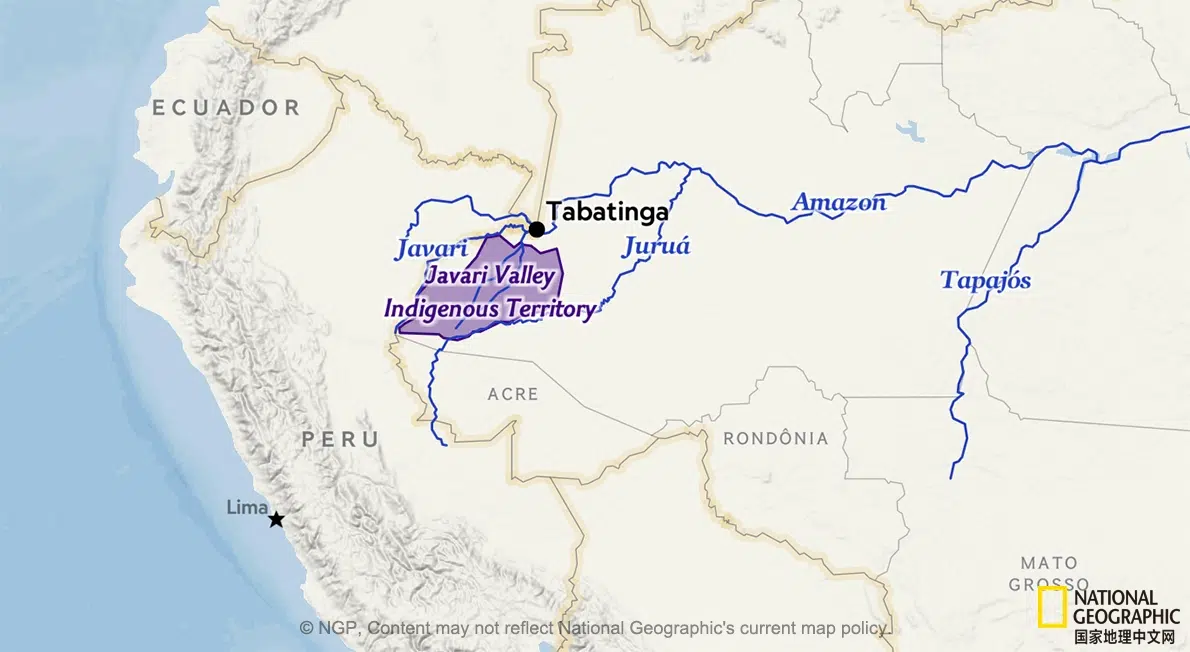 ECUADOR
Tabatinga
Amazon
Javari
Juruá
Javari Valley
Indigenous Territory
Tapajós
ACRE
PERU
RONDÔNIA
Lima
MATO
GROSSO
NATIONAL
GEOGRAPHIC
国家地理中文网
© NGP, Content may not reflect National Geographic's current map policy.